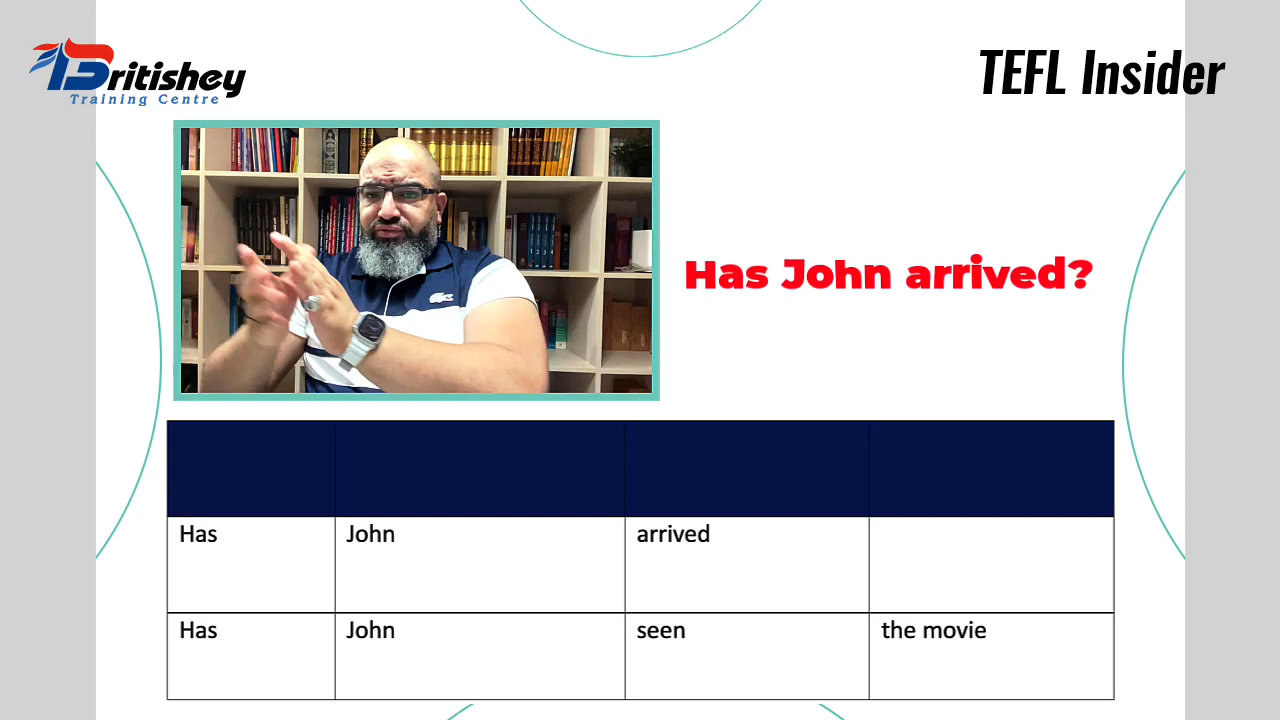 Britishey
Training Centre
TEFL Insider
Has John arrived?
Has John arrived
Has John seen the movie